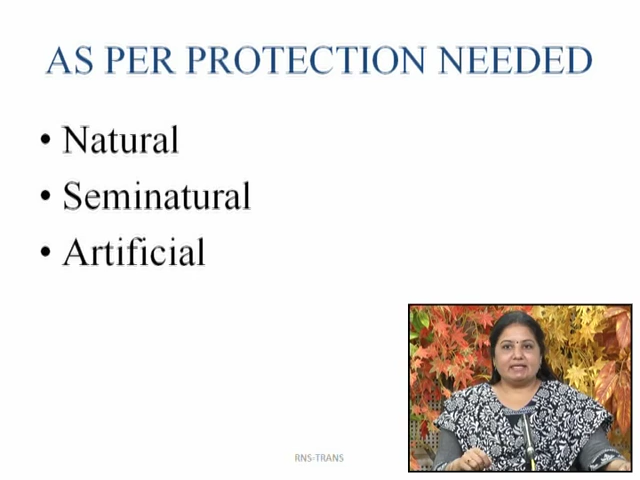 AS PER PROTECTION NEEDED
• Natural
• Seminatural
• Artificial
RNS-TRANS